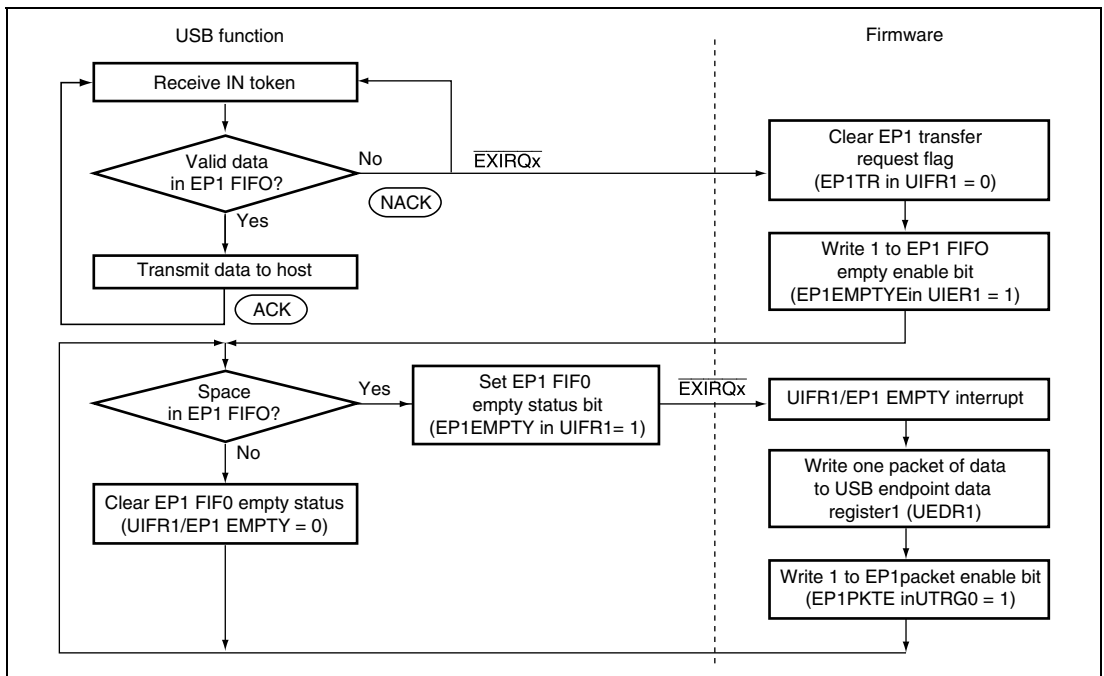 USB function
Firmware
Receive IN token
Valid data
in EP1 FIFO?
No
EXIRQx
NACK
Yes
Transmit data to host
ACK
Clear EP1 transfer
request flag
(EP1TR in UIFR1 = 0)
Write 1 to EP1 FIFO
empty enable bit
(EP1EMPTYEin UIER1 = 1)
Space
in EP1 FIFO?
Yes
No
Set EP1 FIF0
empty status bit
(EP1EMPTY in UIFR1= 1)
EXIRQx
UIFR1/EP1 EMPTY interrupt
Clear EP1 FIF0 empty status
(UIFR1/EP1 EMPTY = 0)
Write one packet of data
to USB endpoint data
register1 (UEDR1)
Write 1 to EP1packet enable bit
(EP1PKTE inUTRG0 = 1)